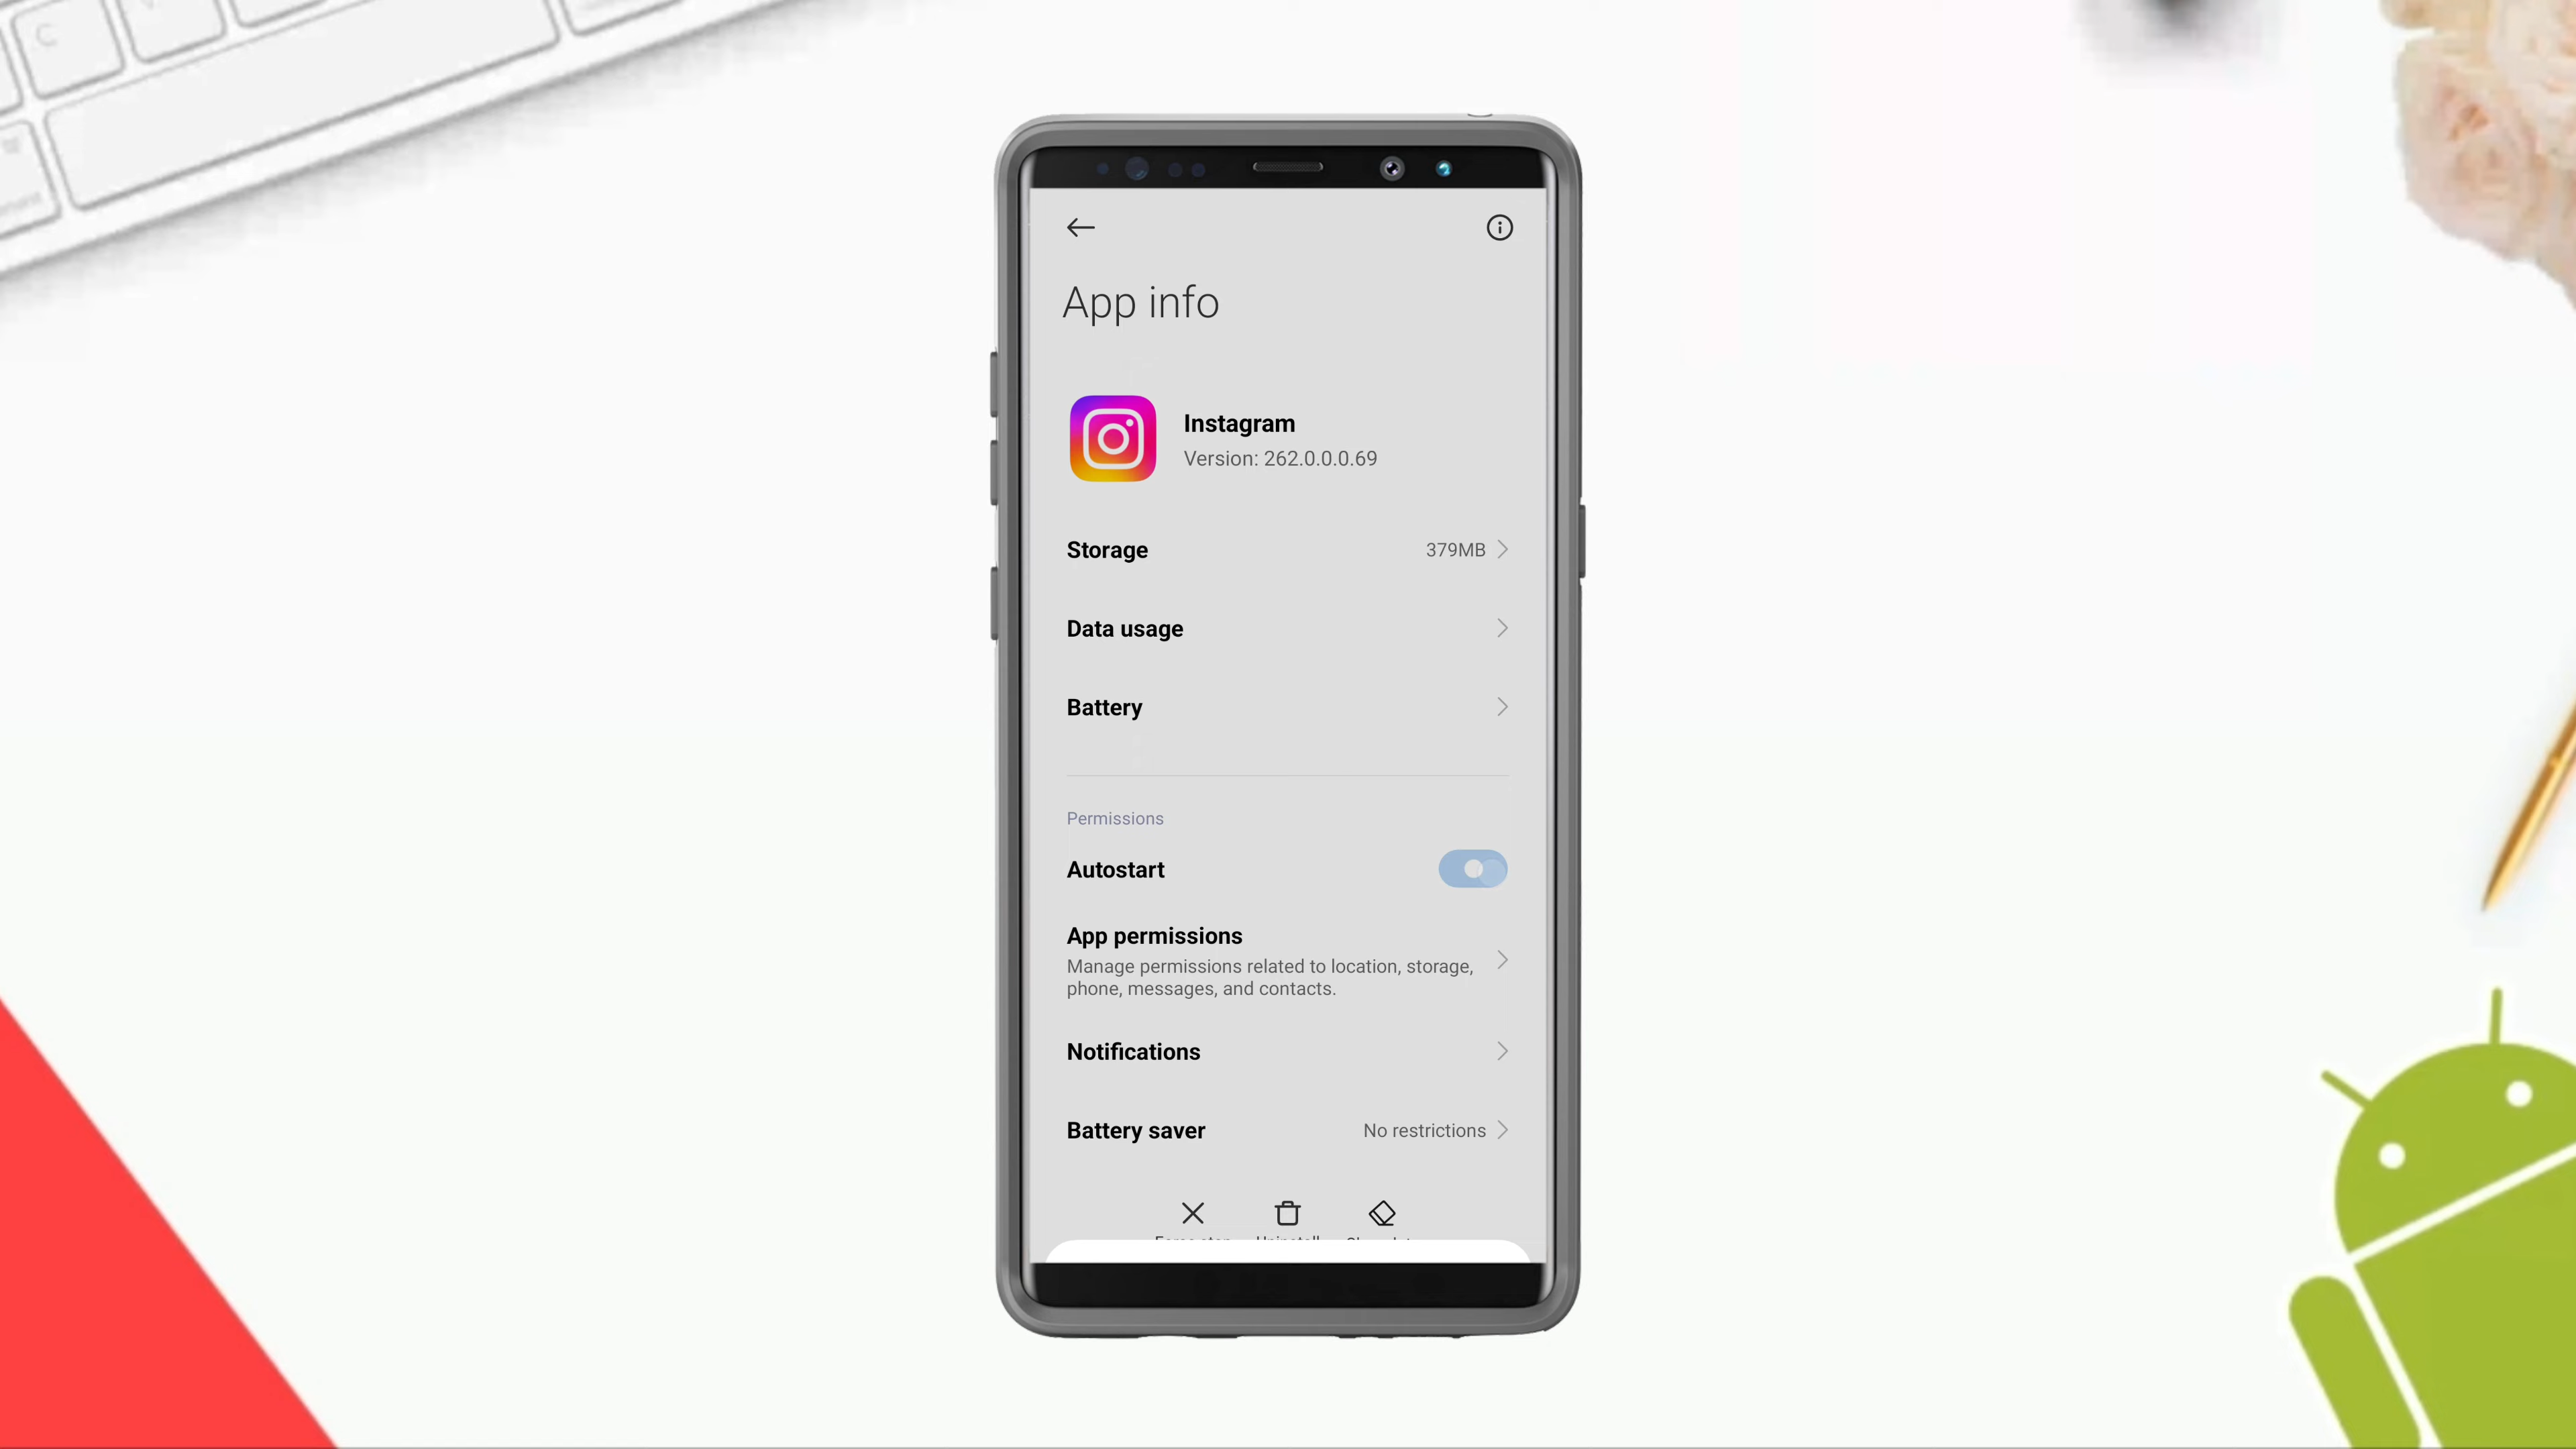 C
App info
Instagram
Version: 262.0.0.0.69
Storage
379MB
Data usage
Battery
Permissions
Autostart
App permissions
Manage permissions related to location, storage,
phone, messages, and contacts.
Notifications
Battery saver
No restrictions